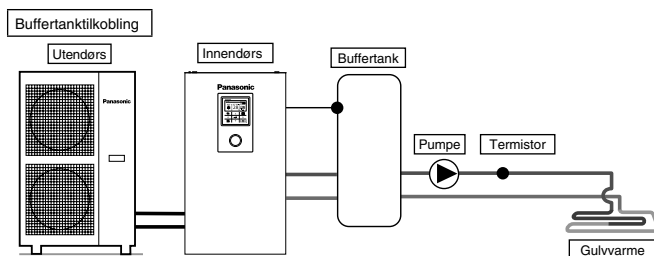 Buffertanktilkobling
Utendørs
Innendørs
Buffertank
Panasonic
Panasonic
Pumpe
Termistor
Gulvvarme